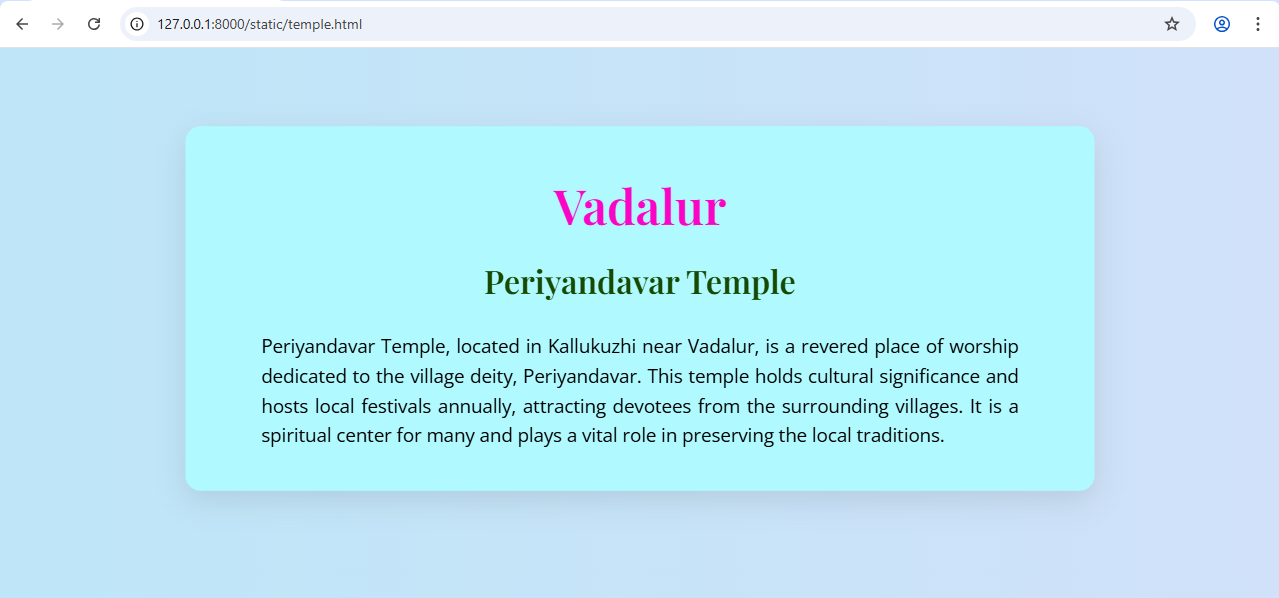 127.0.0.1:8000/static/temple.html
Vadalur
Periyandavar Temple
Periyandavar Temple, located in Kallukuzhi near Vadalur, is a revered place of worship
dedicated to the village deity, Periyandavar. This temple holds cultural significance and
hosts local festivals annually, attracting devotees from the surrounding villages. It is a
spiritual center for many and plays a vital role in preserving the local traditions.